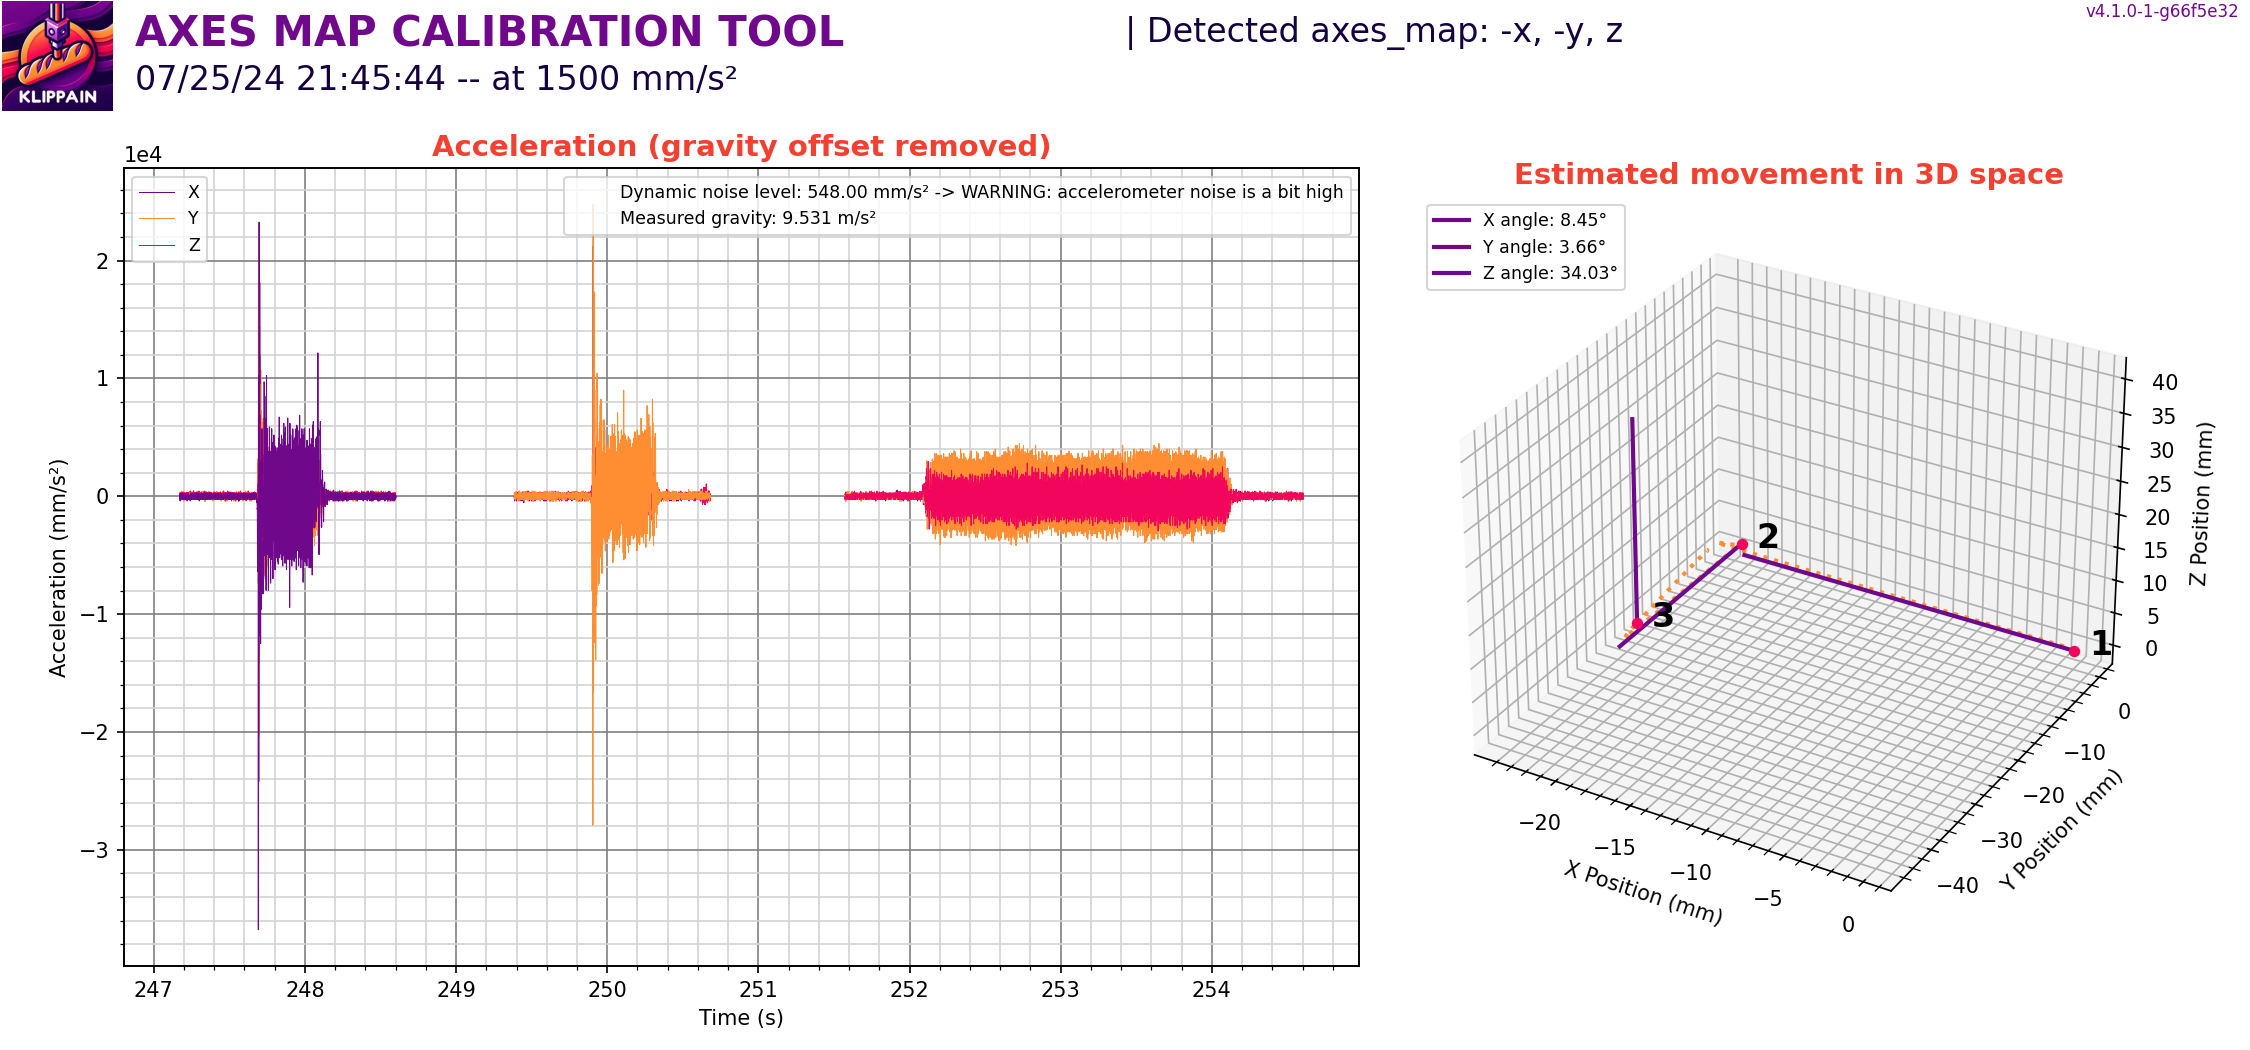 KLIPPAIN
AXES MAP CALIBRATION TOOL
07/25/24 21:45:44 -- at 1500 mm/s²
| Detected axes_map: -x, -y, z
v4.1.0-1-g66f5e32
Acceleration (gravity offset removed)
1e4
X
Y
Z
Dynamic noise level: 548.00 mm/s² -> WARNING: accelerometer noise is a bit high
Measured gravity: 9.531 m/s²
2
1
0
−1
−2
−3
Acceleration (mm/s²)
247 248 249 250 251 252 253 254
Time (s)
Estimated movement in 3D space
X angle: 8.45°
Y angle: 3.66°
Z angle: 34.03°
1
2
3
40
35
30
25
20
15
10
5
0
Z Position (mm)
0
−10
−20
−30
−40
Y Position (mm)
−20
−15
−10
−5
0
X Position (mm)